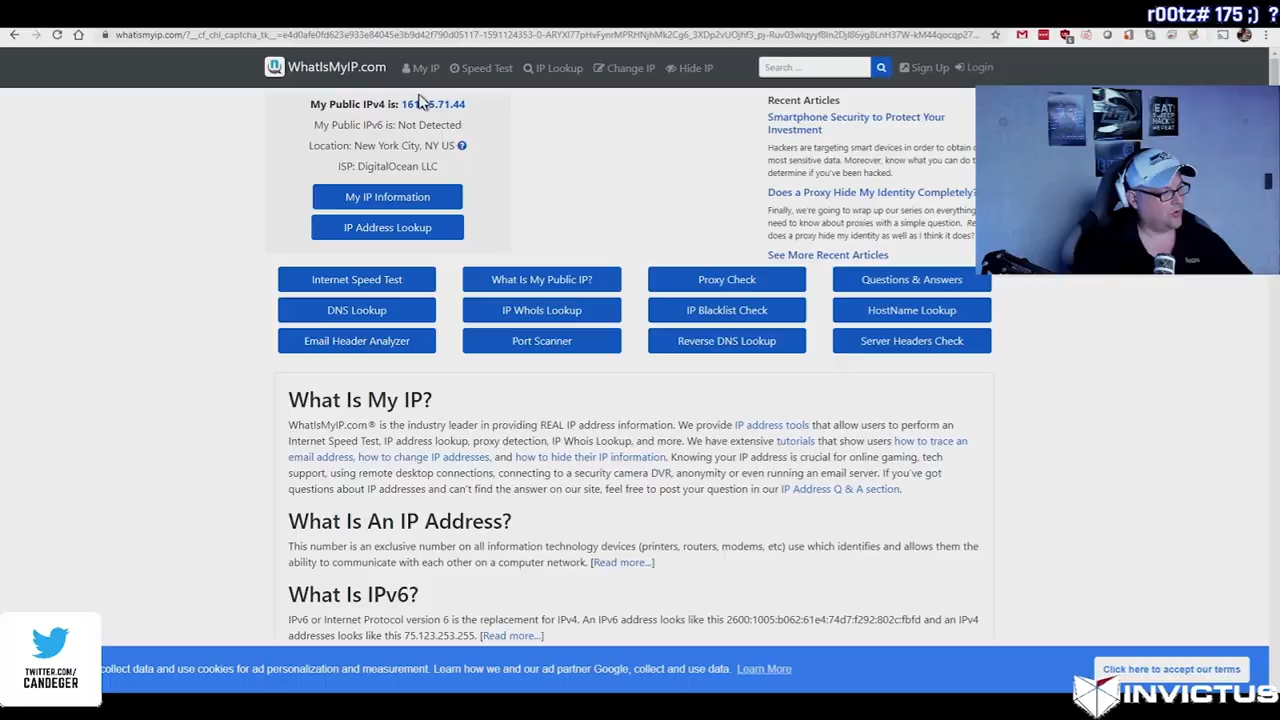 r00tz# 175 ;) ?
WhatIsMyIP.com My IP Speed Test IP Lookup Change IP Hide IP Search ... Sign Up Login
My Public IPv4 is:
My Public IPv6 is: Not Detected
Location: New York City, NY US
ISP: DigitalOcean LLC
My IP Information
IP Address Lookup
Recent Articles
Smartphone Security to Protect Your
Investment
Hackers are targeting smart devices in order to obtain
most sensitive data. Moreover, know what you can do t
determine if you've been hacked.
Does a Proxy Hide My Identity Completely?
Finally, we're going to wrap up our series on everything
need to know about proxies with a simple question.
does a proxy hide my identity as well as I think it does?
See More Recent Articles
Internet Speed Test What Is My Public IP? Proxy Check Questions & Answers
DNS Lookup IP WhoIs Lookup IP Blacklist Check HostName Lookup
Email Header Analyzer Port Scanner Reverse DNS Lookup Server Headers Check
What Is My IP?
WhatIsMyIP.com® is the industry leader in providing REAL IP address information. We provide IP address tools that allow users to perform an
Internet Speed Test, IP address lookup, proxy detection, IP Whois Lookup, and more. We have extensive tutorials that show users how to trace an
email address, how to change IP addresses, and how to hide their IP information. Knowing your IP address is crucial for online gaming, tech
support, using remote desktop connections, connecting to a security camera DVR, anonymity or even running an email server. If you've got
questions about IP addresses and can't find the answer on our site, feel free to post your question in our IP Address Q & A section.
What Is An IP Address?
This number is an exclusive number on all information technology devices (printers, routers, modems, etc) use which identifies and allows them the
ability to communicate with each other on a computer network. [Read more...]
What Is IPv6?
IPv6 or Internet Protocol version 6 is the replacement for IPv4. An IPv6 address looks like this 2600:1005:b062:61e4:74d7:f292:802c:fbfd and an IPv4
addresses looks like this 75.123.253.255. [Read more...]
collect data and use cookies for ad personalization and measurement. Learn how we and our ad partner Google, collect and use data. Learn More
Click here to accept our terms
TWITTER.COM/
CANDEGER
INVICTUS
EAT
SLEEP
HACK
REPEAT